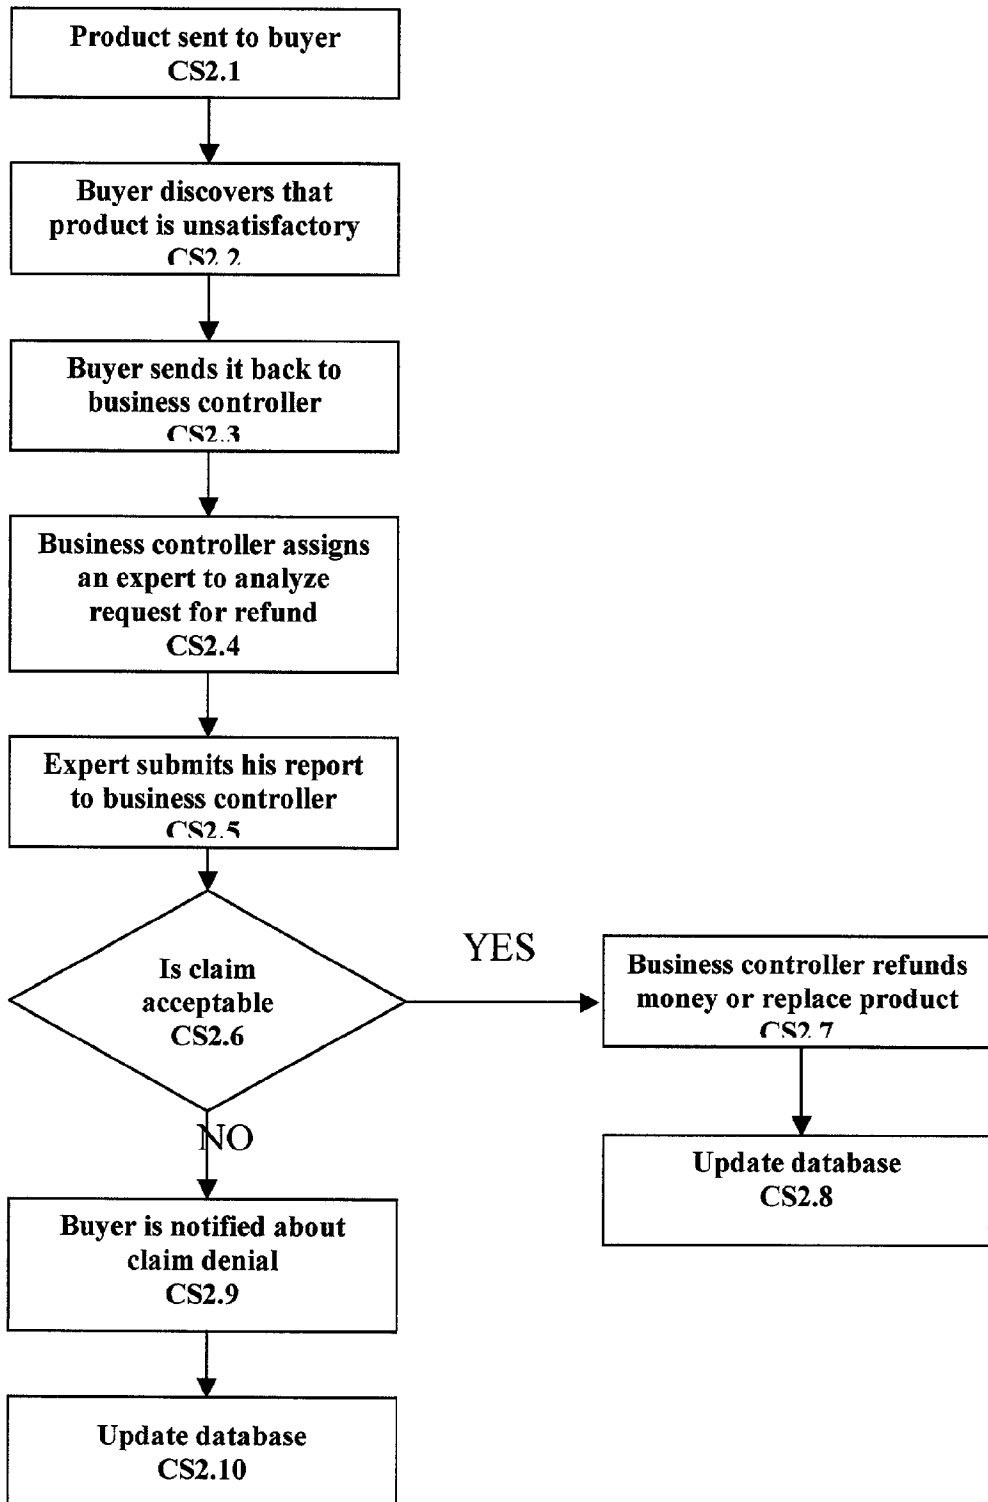 Product sent to buyer
CS2.1
Buyer discovers that
product is unsatisfactory
CS2.2
Buyer sends it back to
business controller
CS2.3
Business controller assigns
an expert to analyze
request for refund
CS2.4
Expert submits his report
to business controller
CS2.5
Is claim
acceptable
CS2.6
YES
Business controller refunds
money or replace product
CS2.7
Update database
CS2.8
NO
Buyer is notified about
claim denial
CS2.9
Update database
CS2.10